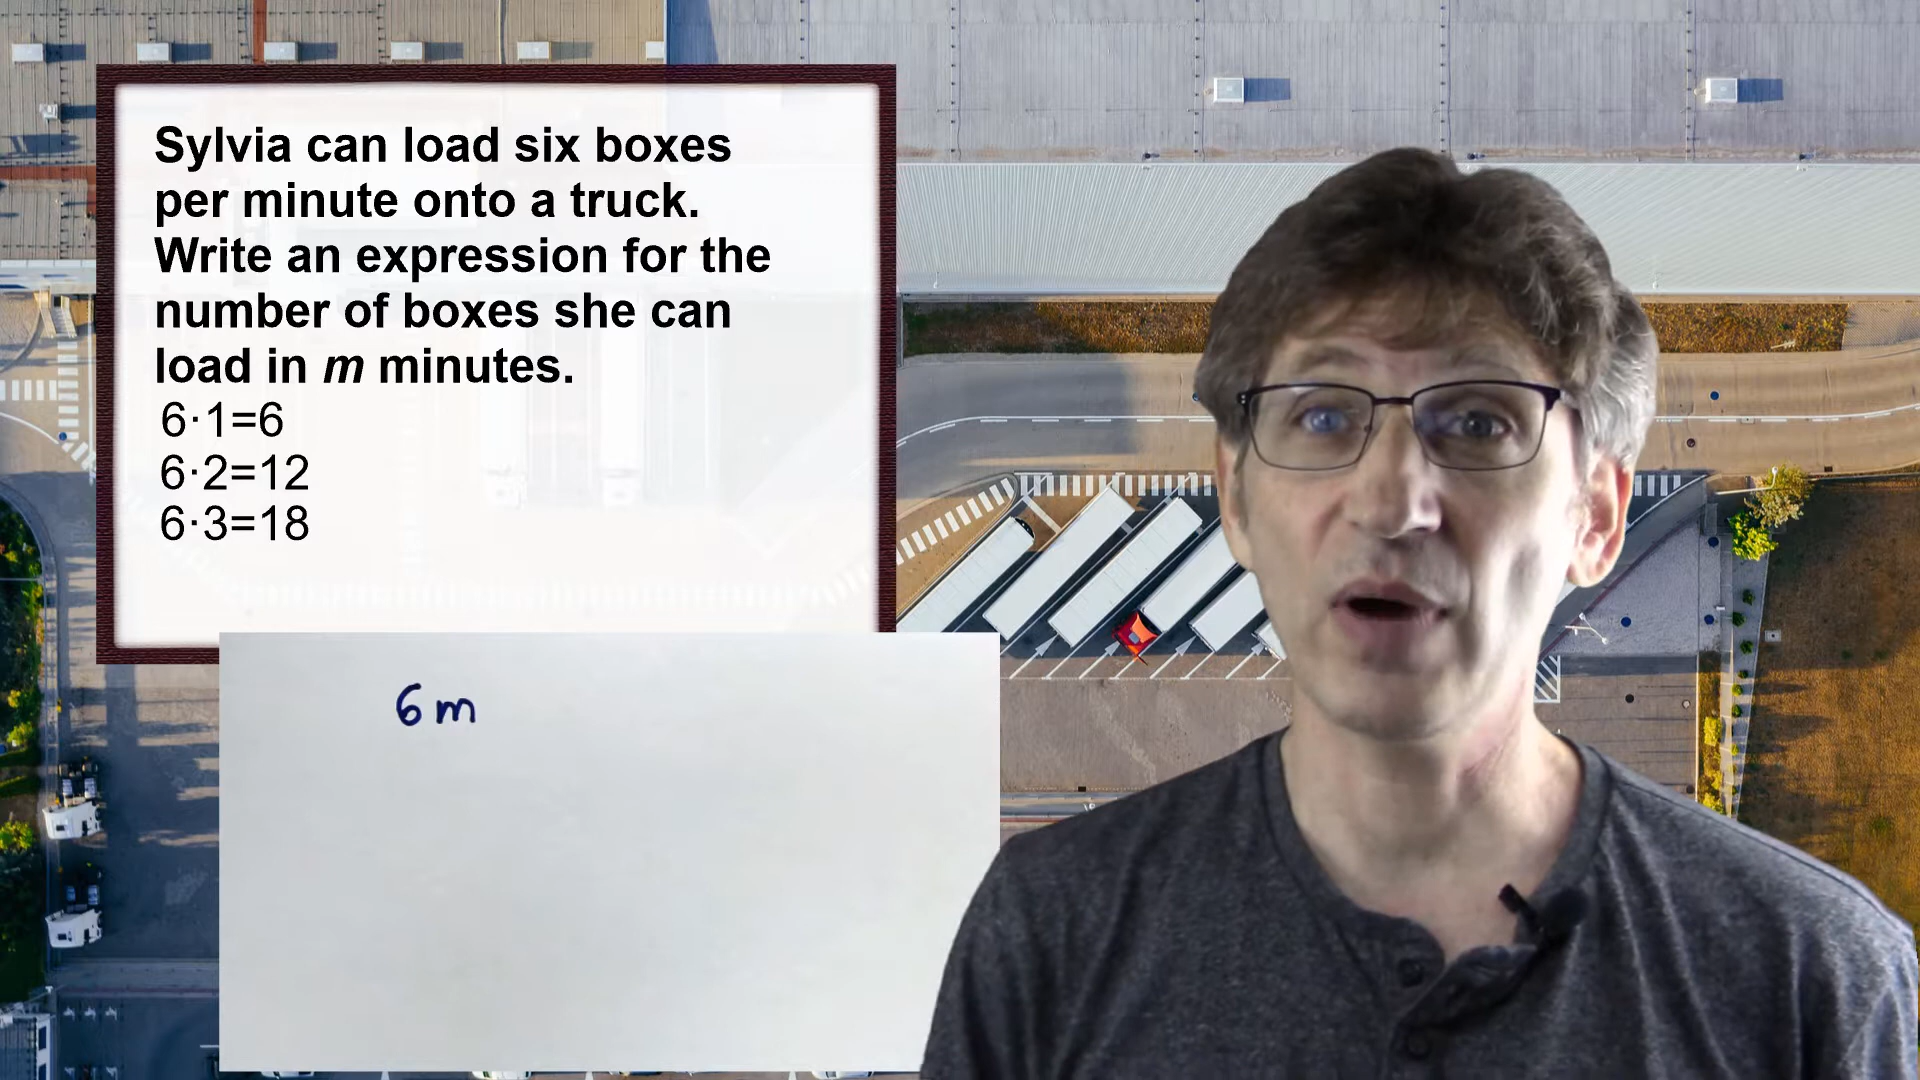 Sylvia can load six boxes
per minute onto a truck.
Write an expression for the
number of boxes she can
load in m minutes.
6·1=6
6·2=12
6·3=18
6m